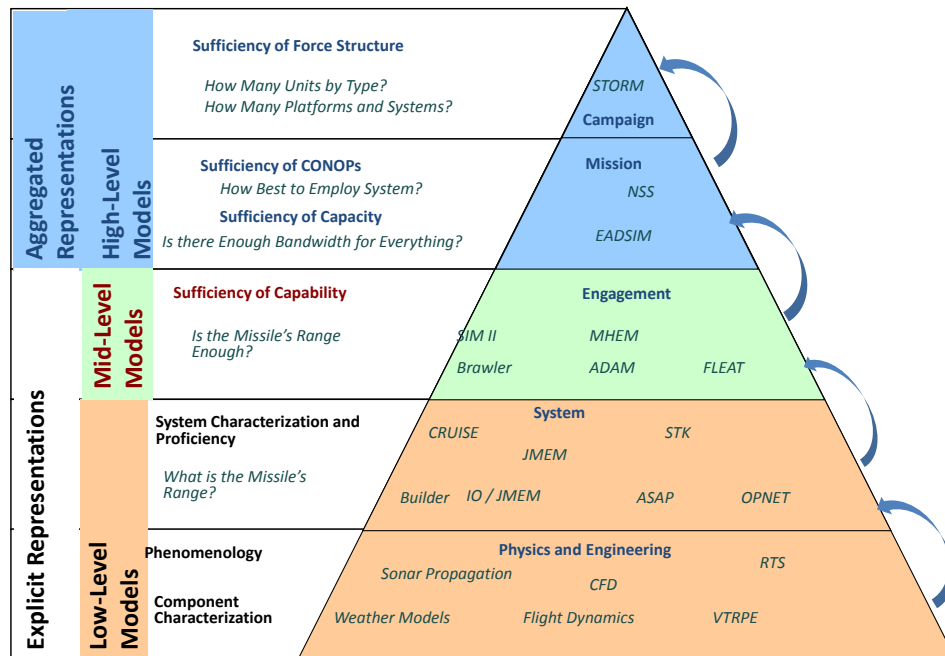 Aggregated
Representations
High-Level
Models
Sufficiency of Force Structure
How Many Units by Type?
How Many Platforms and Systems?
STORM
Campaign
Sufficiency of CONOPs
How Best to Employ System?
Sufficiency of Capacity
Is there Enough Bandwidth for Everything?
Mission
NSS
EADSIM
Explicit Representations
Mid-Level
Models
Sufficiency of Capability
Is the Missile's Range
Enough?
Engagement
SIM II
MHEM
Brawler
ADAM
FLEAT
Low-Level
Models
System Characterization and
Proficiency
What is the Missile's
Range?
System
CRUISE
STK
JMEM
Builder
IO / JMEM
ASAP
OPNET
Phenomenology
Component
Characterization
Physics and Engineering
RTS
Sonar Propagation
CFD
Weather Models
Flight Dynamics
VTRPE